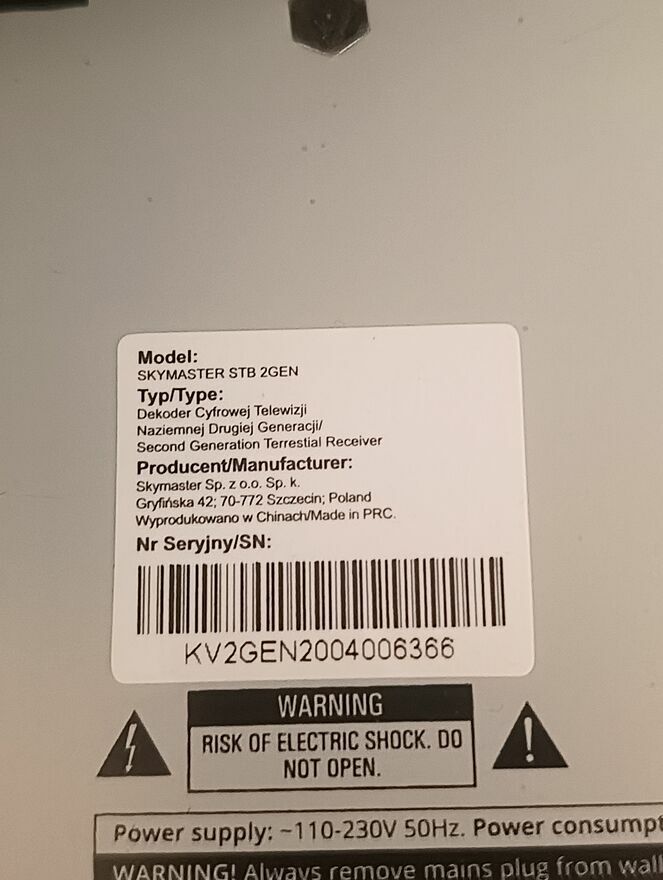 Model:
SKYMASTER STB 2GEN
Typ/Type:
Dekoder Cyfrowej Telewizji
Naziemnej Drugiej Generacji/
Second Generation Terrestial Receiver
Producent/Manufacturer:
Skymaster Sp. z o.o. Sp. k.
Gryfińska 42; 70-772 Szczecin; Poland
Wyprodukowano w Chinach/Made in PRC.
Nr Seryjny/SN:
KV2GEN2004006366
WARNING
RISK OF ELECTRIC SHOCK. DO
NOT OPEN.
Power supply: ~110-230V 50Hz. Power consumpt
WARNING! Always remove mains plug from wall